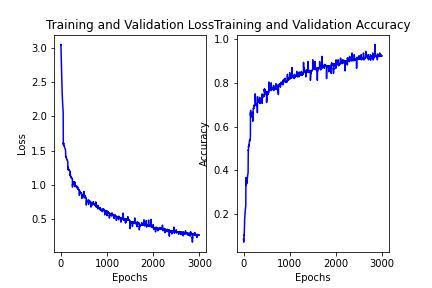 Training and Validation Loss
Loss
3.0
2.5
2.0
1.5
1.0
0.5
0 1000 2000 3000
Epochs
Training and Validation Accuracy
Accuracy
1.0
0.8
0.6
0.4
0.2
0 1000 2000 3000
Epochs